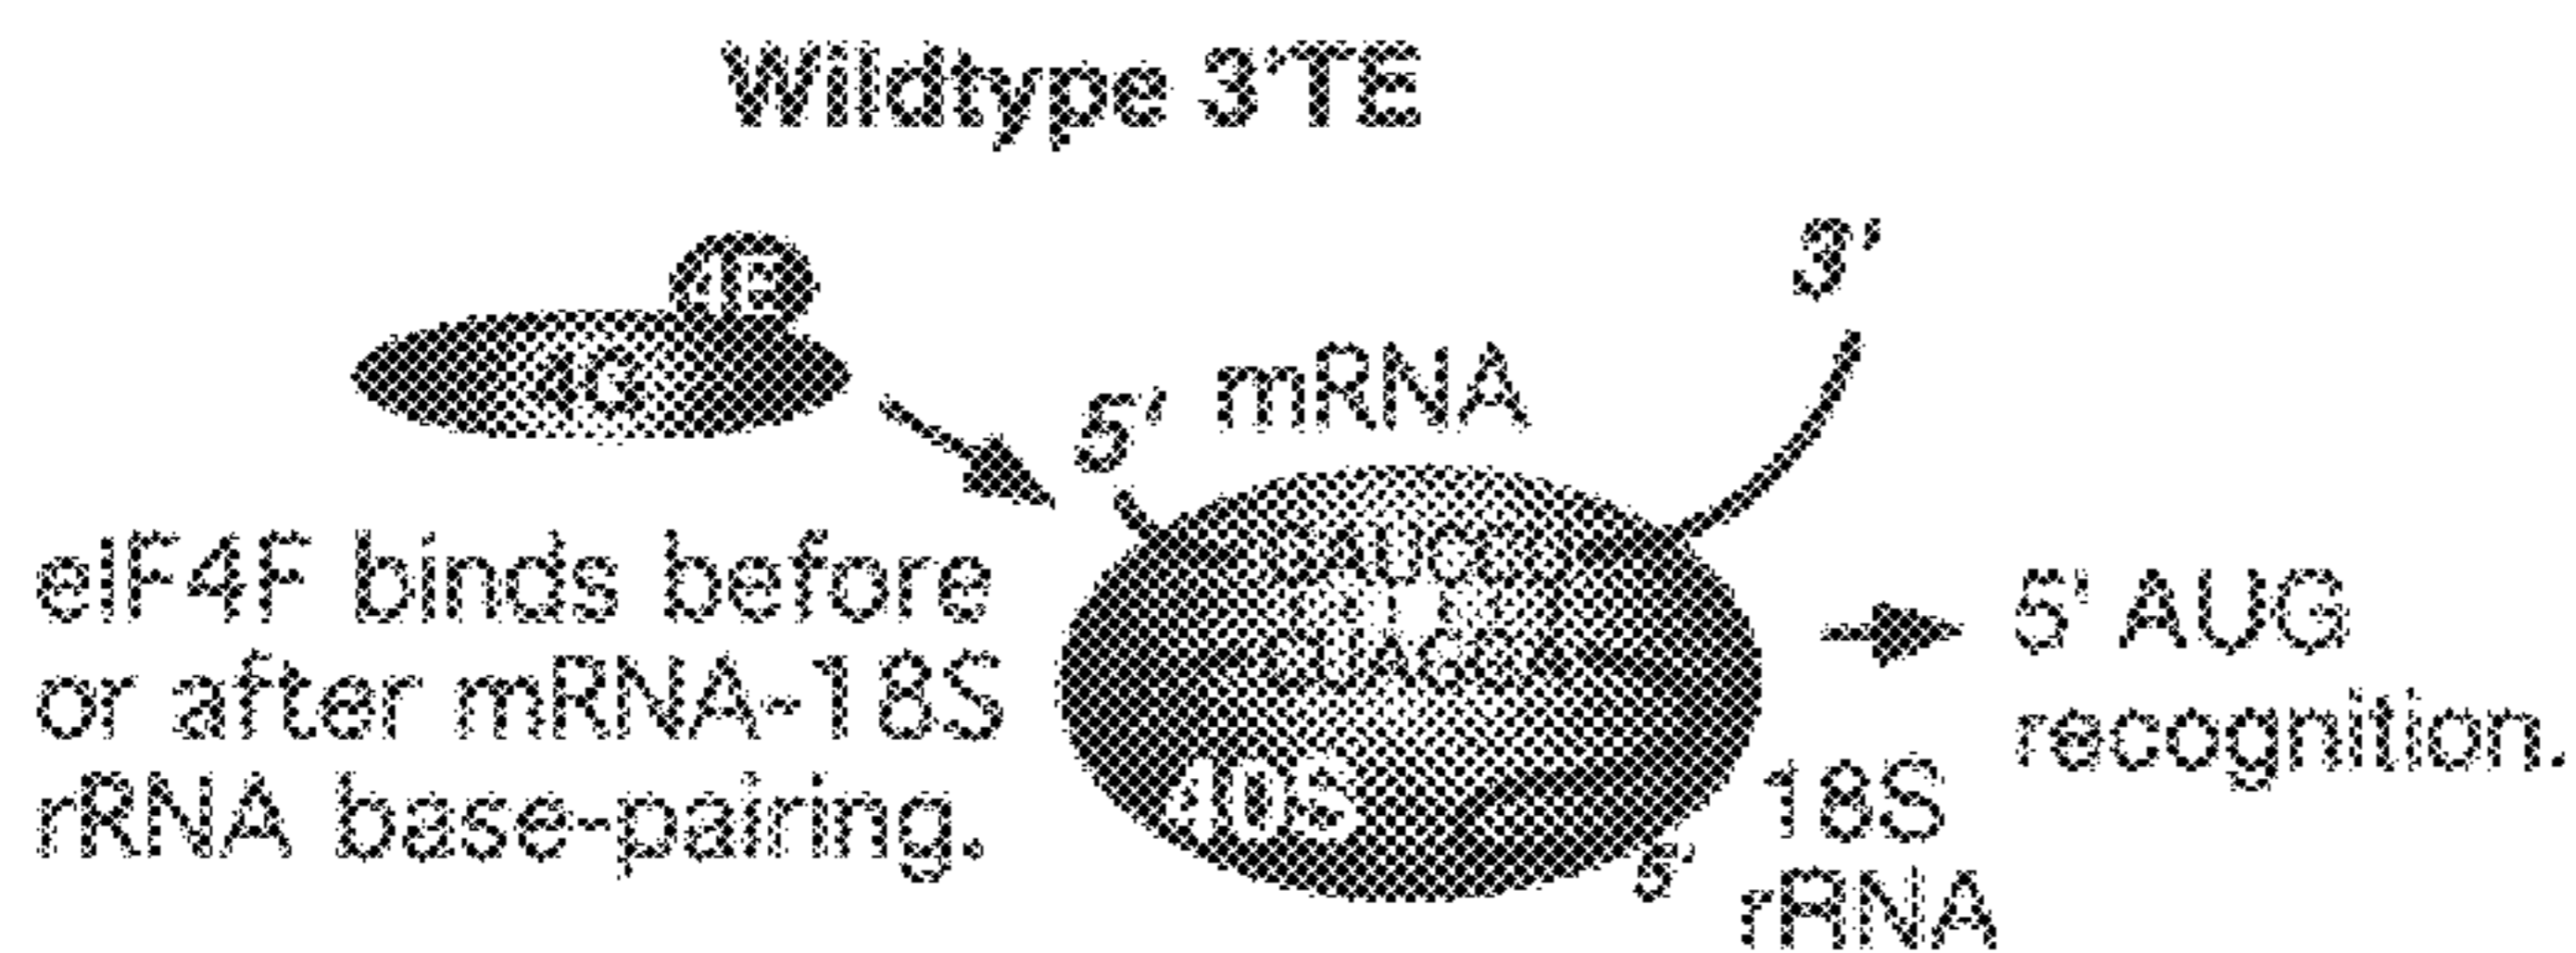 Wildtype 3'TE
4E
4G
3'
5' mRNA
eIF4F binds before
or after mRNA-18S
rRNA base-pairing.
40S
5'
18S
rRNA
5' AUG
recognition.